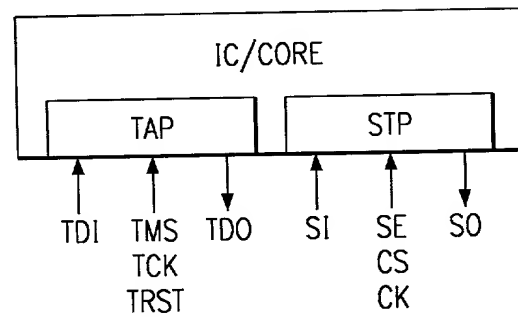 IC/CORE
TAP STP
TDI TMS TDO SI SE SO
TCK CS
TRST CK